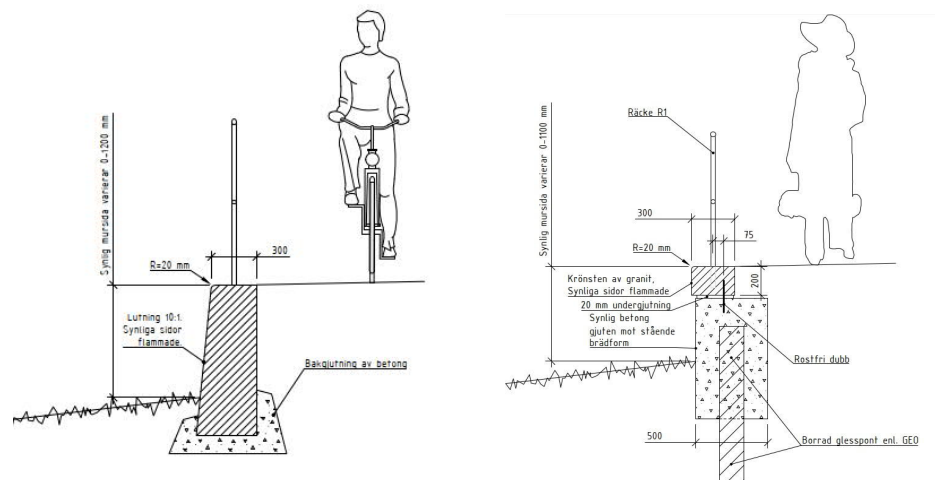 Synlig mursida varierar 0-1200 mm
R=20 mm
300
Lutning 10:1.
Synliga sidor
flammade.
Bakgjutning av betong
Synlig mursida varierar 0-1100 mm
Räcke R1
300
75
R=20 mm
Krönsten av granit,
Synliga sidor flammade
200
20 mm undergjutning
Synlig betong
gjuten mot stående
brädform
Rostfri dubb
500
Borrad glesspont enl. GEO